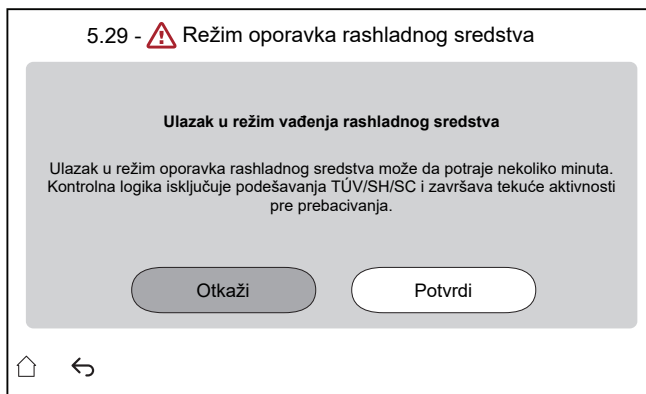 5.29 - Režim oporavka rashladnog sredstva
Ulazak u režim vađenja rashladnog sredstva
Ulazak u režim oporavka rashladnog sredstva može da potraje nekoliko minuta.
Kontrolna logika isključuje podešavanja TÚV/SH/SC i završava tekuće aktivnosti
pre prebacivanja.
Otkaži
Potvrdi